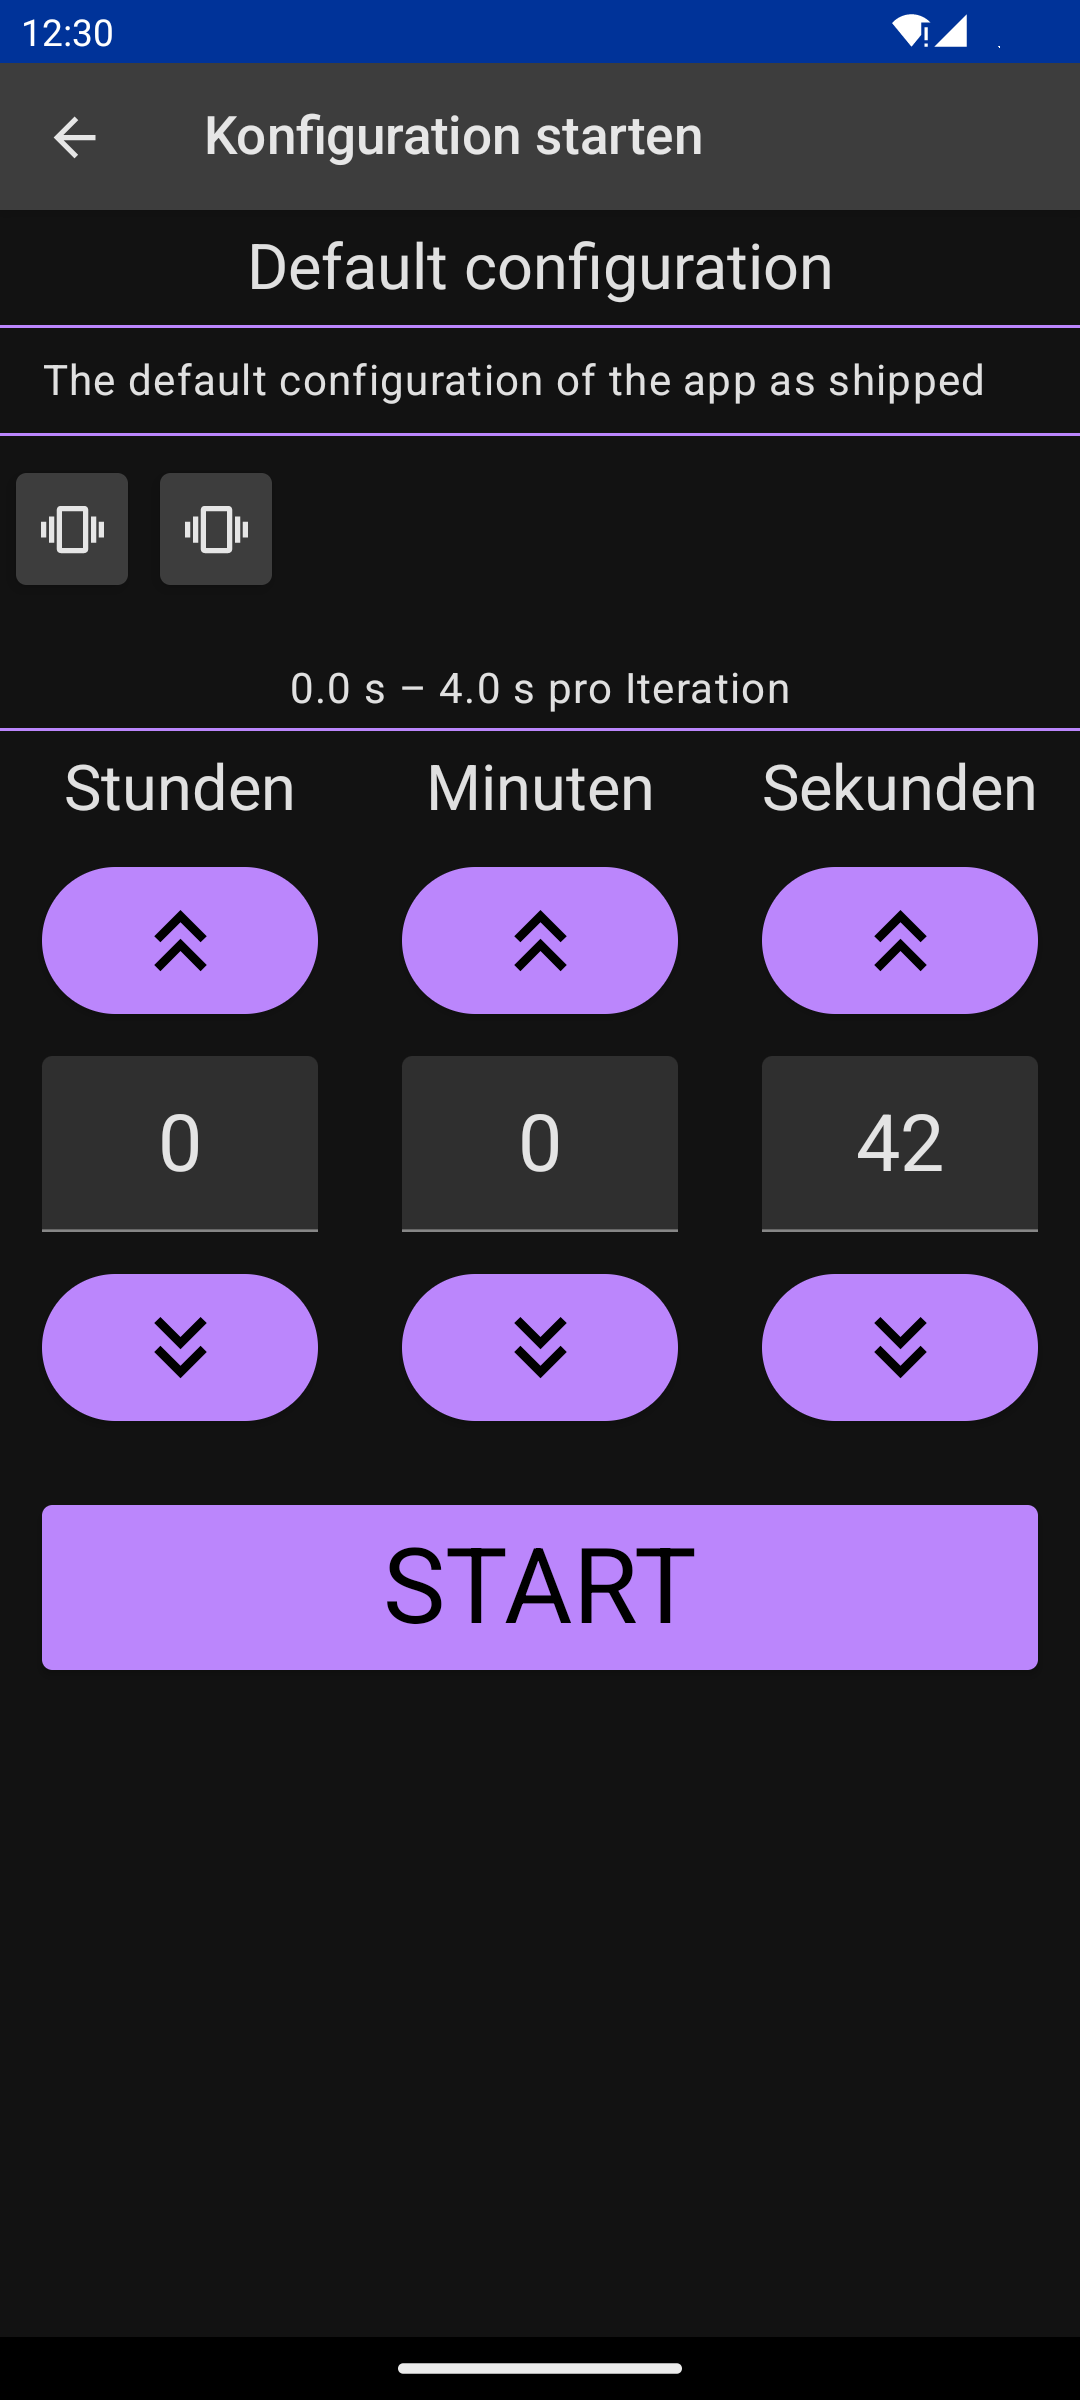 12:30
Konfiguration starten
Default configuration
The default configuration of the app as shipped
0.0 s – 4.0 s pro Iteration
Stunden Minuten Sekunden
0 0 42
START